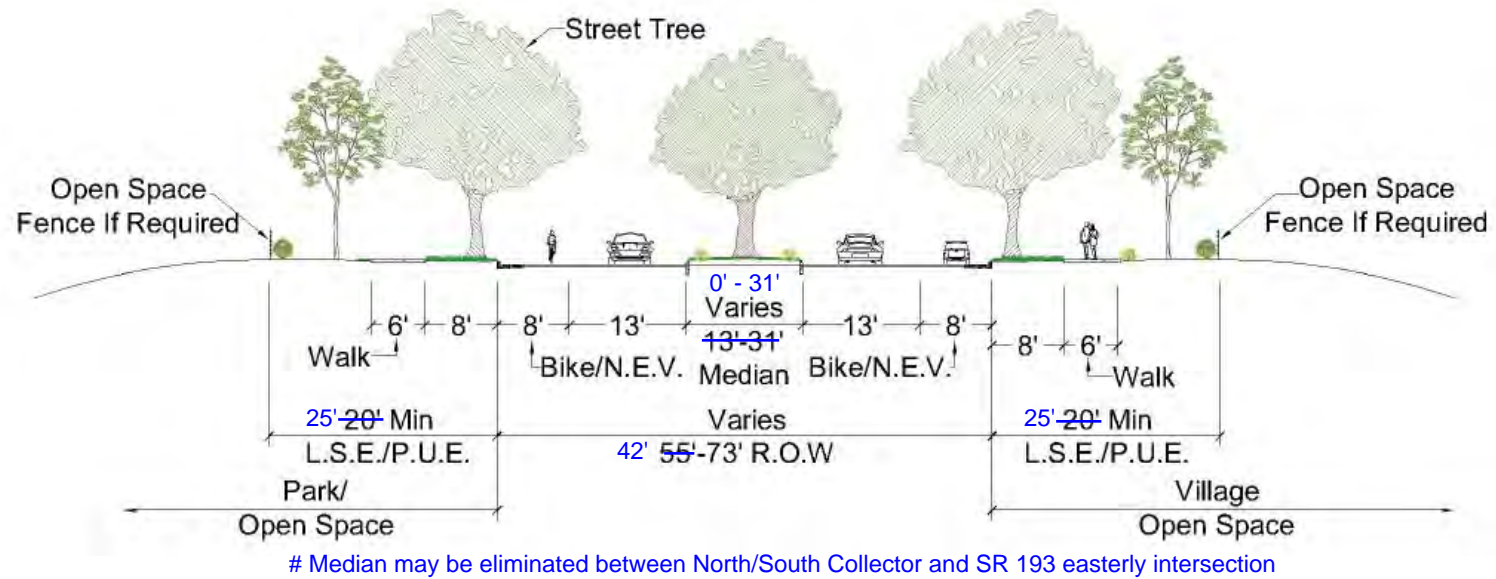 Street Tree
Open Space
Fence If Required
Open Space
Fence If Required
0' - 31'
Varies
13'-31'
Median
6'
8'
8'
13'
13'
8'
8'
6'
Walk
Bike/N.E.V.
Bike/N.E.V.
Walk
25' 20' Min
L.S.E./P.U.E.
Varies
42' 55'-73' R.O.W
25' 20' Min
L.S.E./P.U.E.
Park/
Open Space
Village
Open Space
# Median may be eliminated between North/South Collector and SR 193 easterly intersection